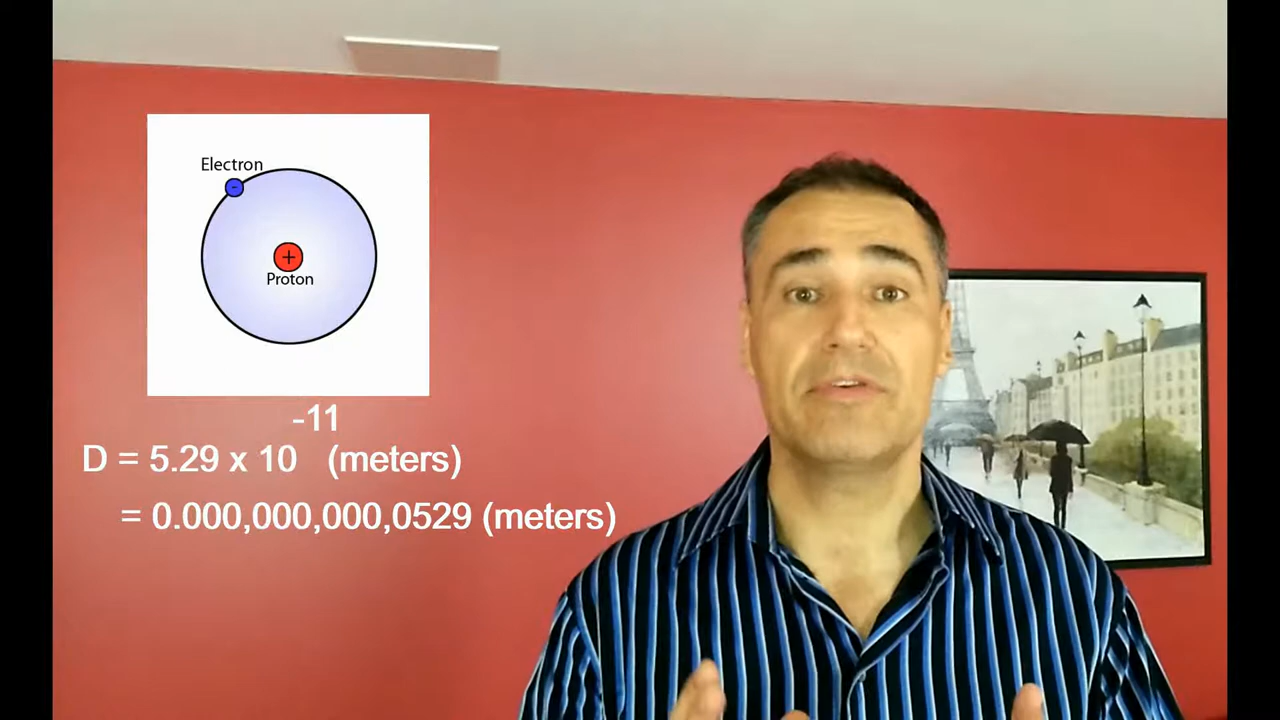 Electron
-
+
Proton
-11
D = 5.29 x 10 (meters)
= 0.000,000,000,0529 (meters)